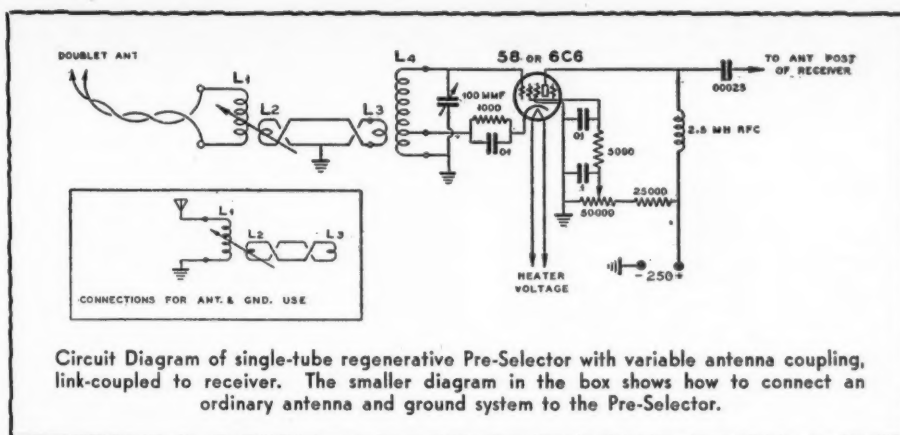 DOUBLET ANT
L1
L2
L3
L4
100 MMF
1000
.01
58 OR 6C6
.01
5000
.1
50000
25000
.00025
TO ANT POST
OF RECEIVER
2.5 MH RFC
HEATER
VOLTAGE
- 250 +
L1
L2
L3
CONNECTIONS FOR ANT. & GND. USE
Circuit Diagram of single-tube regenerative Pre-Selector with variable antenna coupling,
link-coupled to receiver. The smaller diagram in the box shows how to connect an
ordinary antenna and ground system to the Pre-Selector.